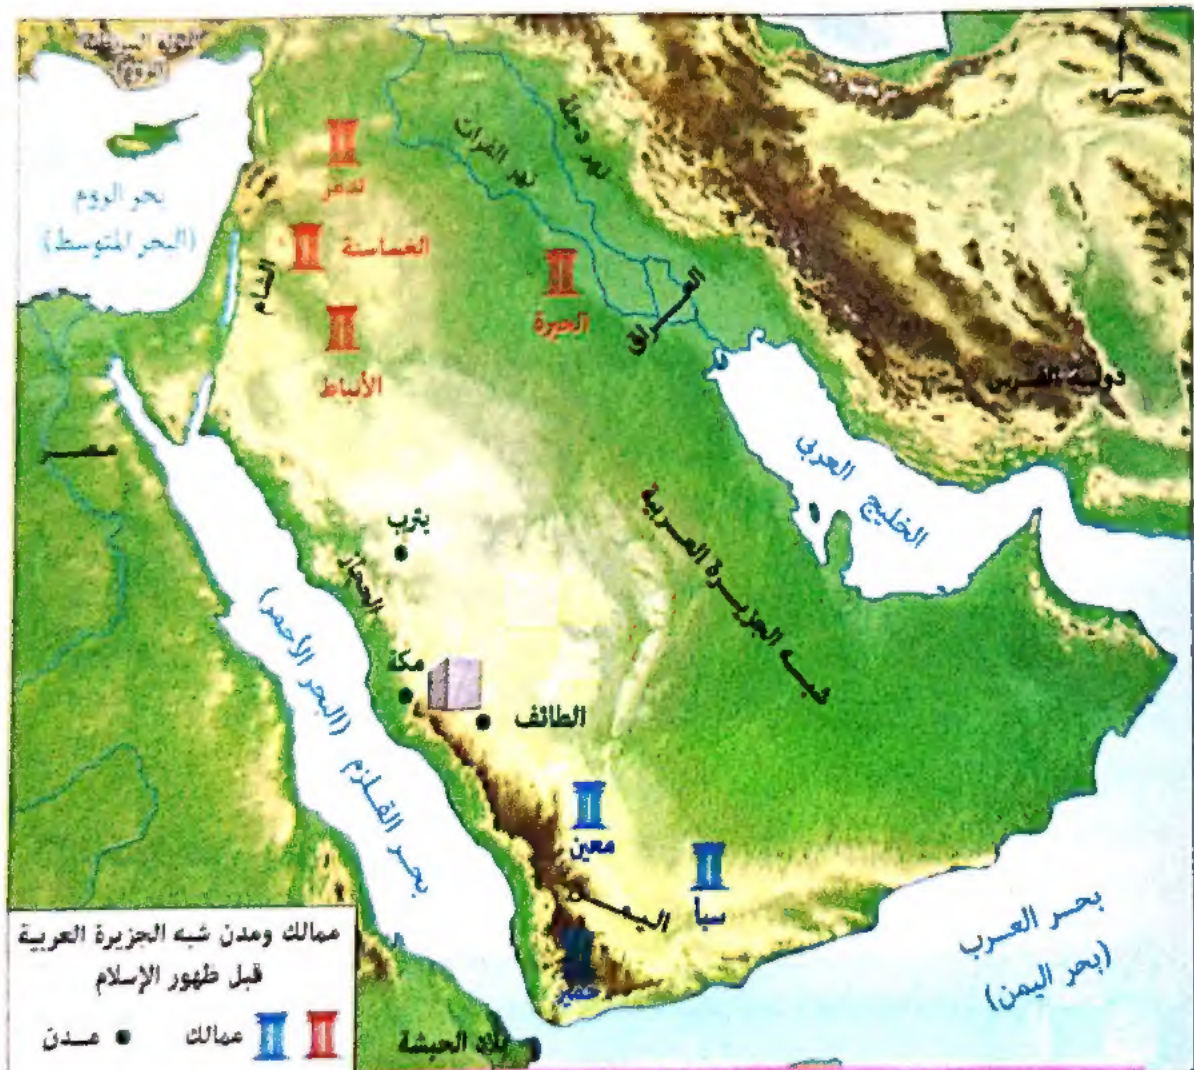 (الروم)
نهر دجلة
نهر الفرات
بحر الروم
(البحر المتوسط)
تدمر
الغساسنة
الشام
الحيرة
العراق
الأنباط
دولة الفرس
مصر
الخليج العربي
يثرب
الحجاز
شبه الجزيرة العربية
مكة
الطائف
بحر القلزم (البحر الأحمر)
معين
سبأ
اليمن
حمير
بحر العرب
(بحر اليمن)
بلاد الحبشة
ممالك ومدن شبه الجزيرة العربية
قبل ظهور الإسلام
ممالك
مدن